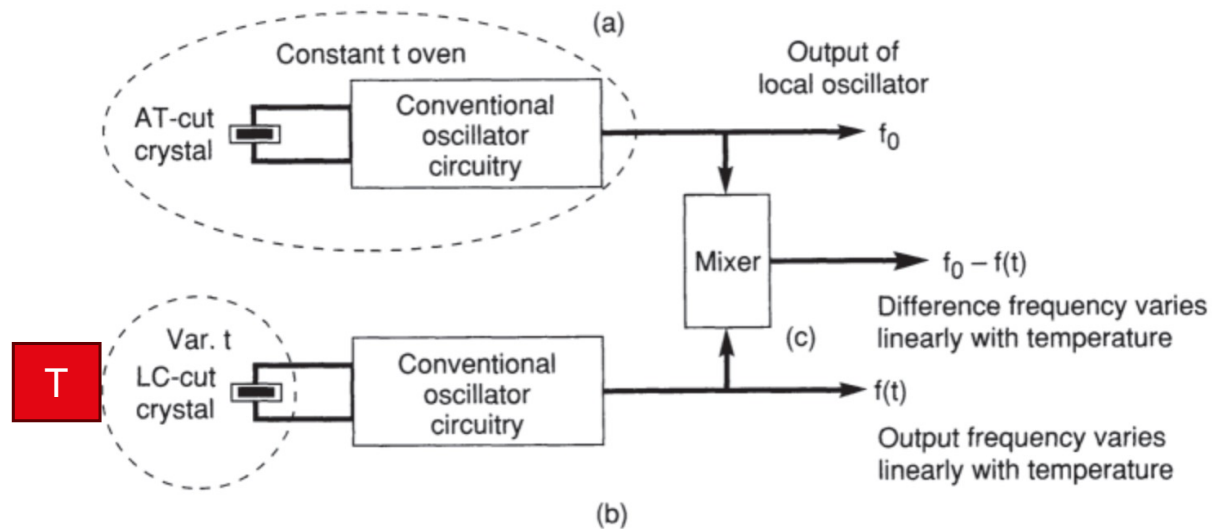 (a)
Constant t oven
AT-cut
crystal
Conventional
oscillator
circuitry
Output of
local oscillator
f0
Mixer
f0 – f(t)
Difference frequency varies
linearly with temperature
(c)
T
Var. t
LC-cut
crystal
Conventional
oscillator
circuitry
f(t)
Output frequency varies
linearly with temperature
(b)